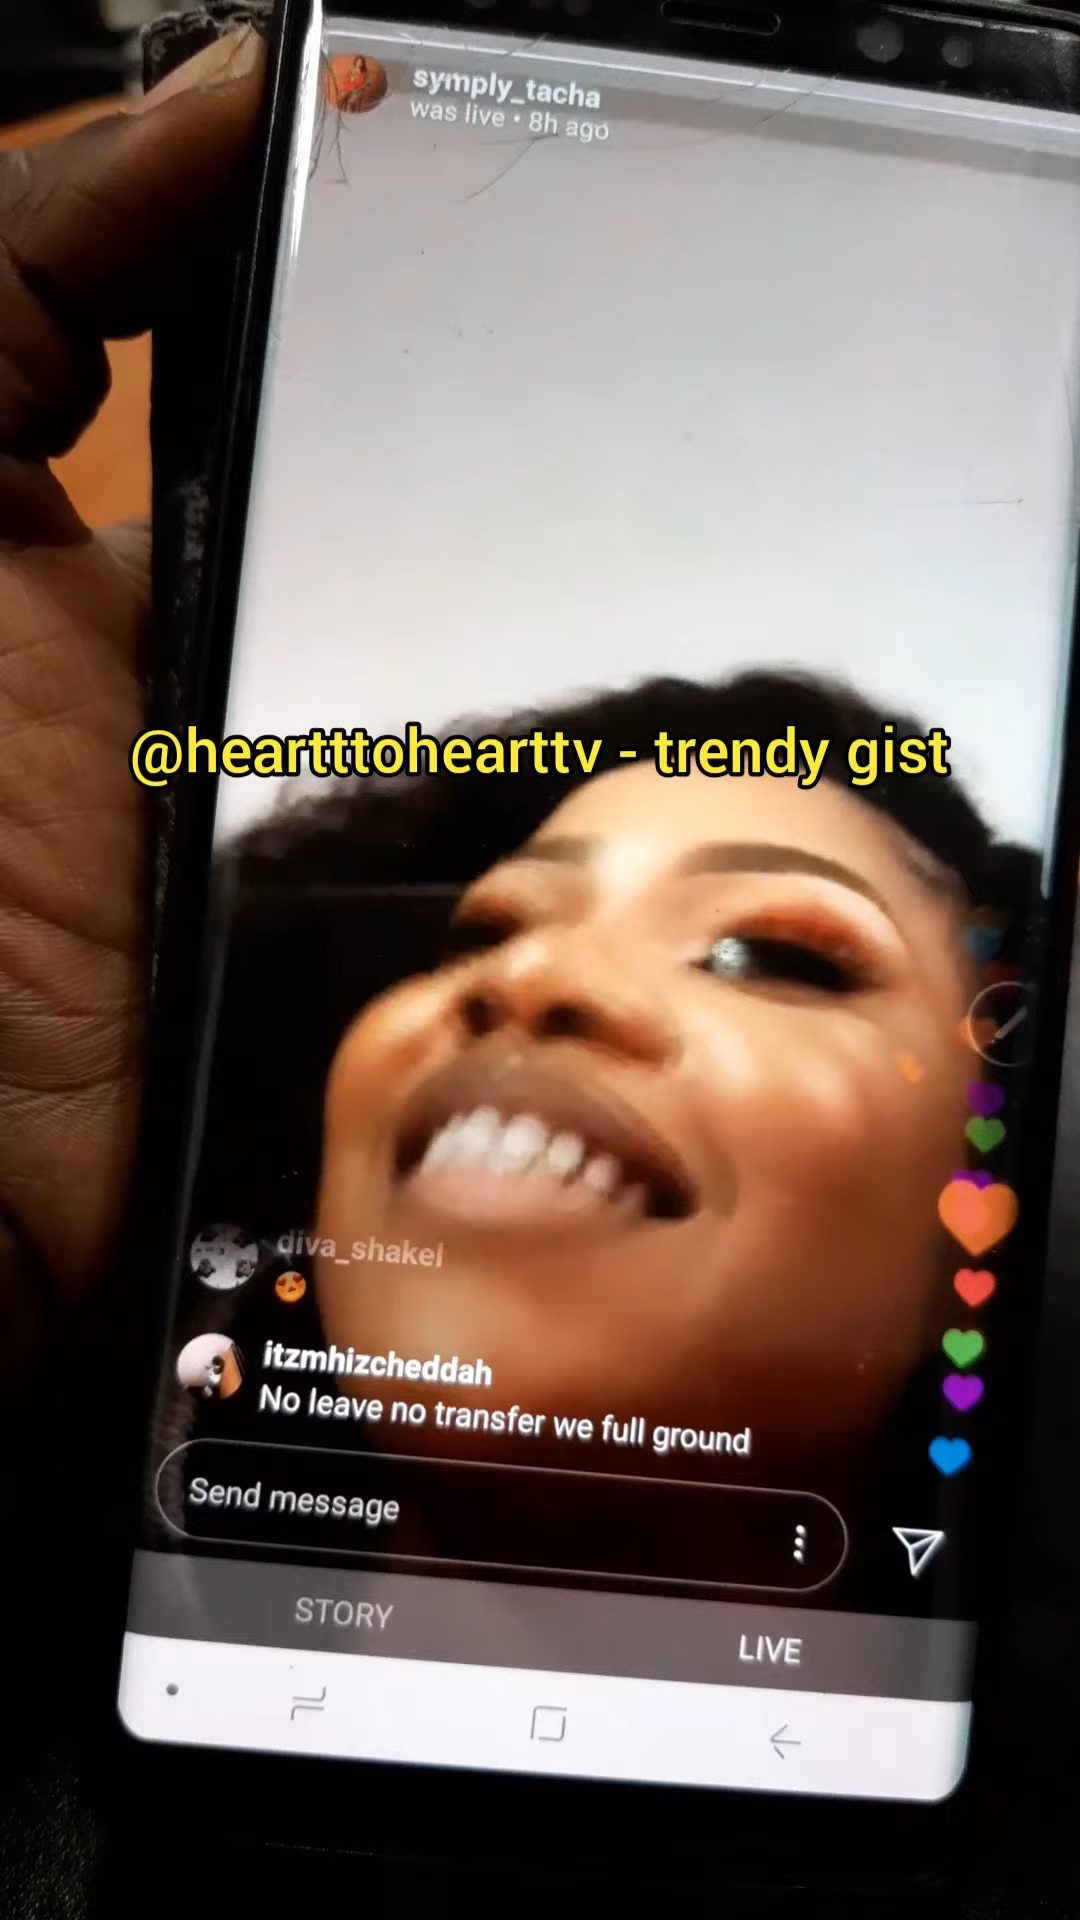 symply_tacha
was live • 8h ago
@heartttohearttv - trendy gist
diva_shakel
😍
itzmhizcheddah
No leave no transfer we full ground
Send message
STORY
LIVE